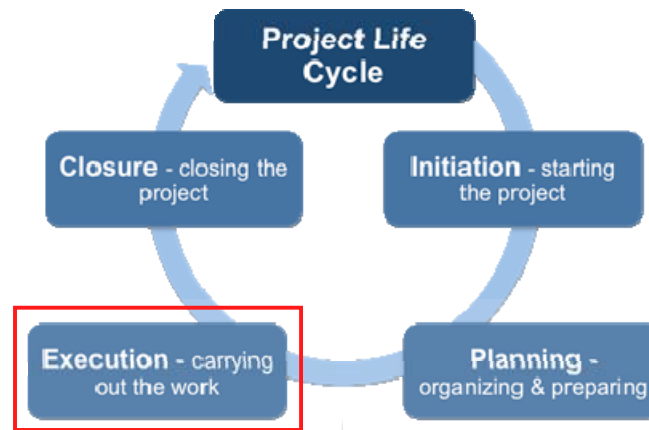 Project Life
Cycle
Closure - closing the
project
Initiation - starting
the project
Execution - carrying
out the work
Planning -
organizing & preparing